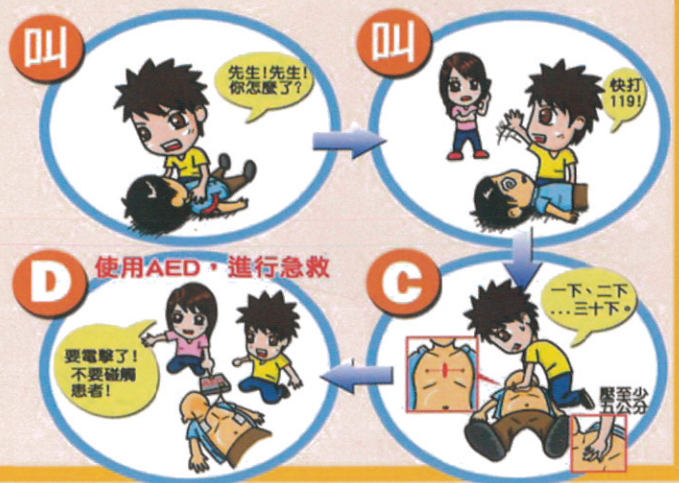 叫
先生!先生!
你怎麼了?
叫
快打
119!
C
一下、二下
...三十下。
壓至少
五公分
D
使用AED,進行急救
要電擊了!
不要碰觸
患者!